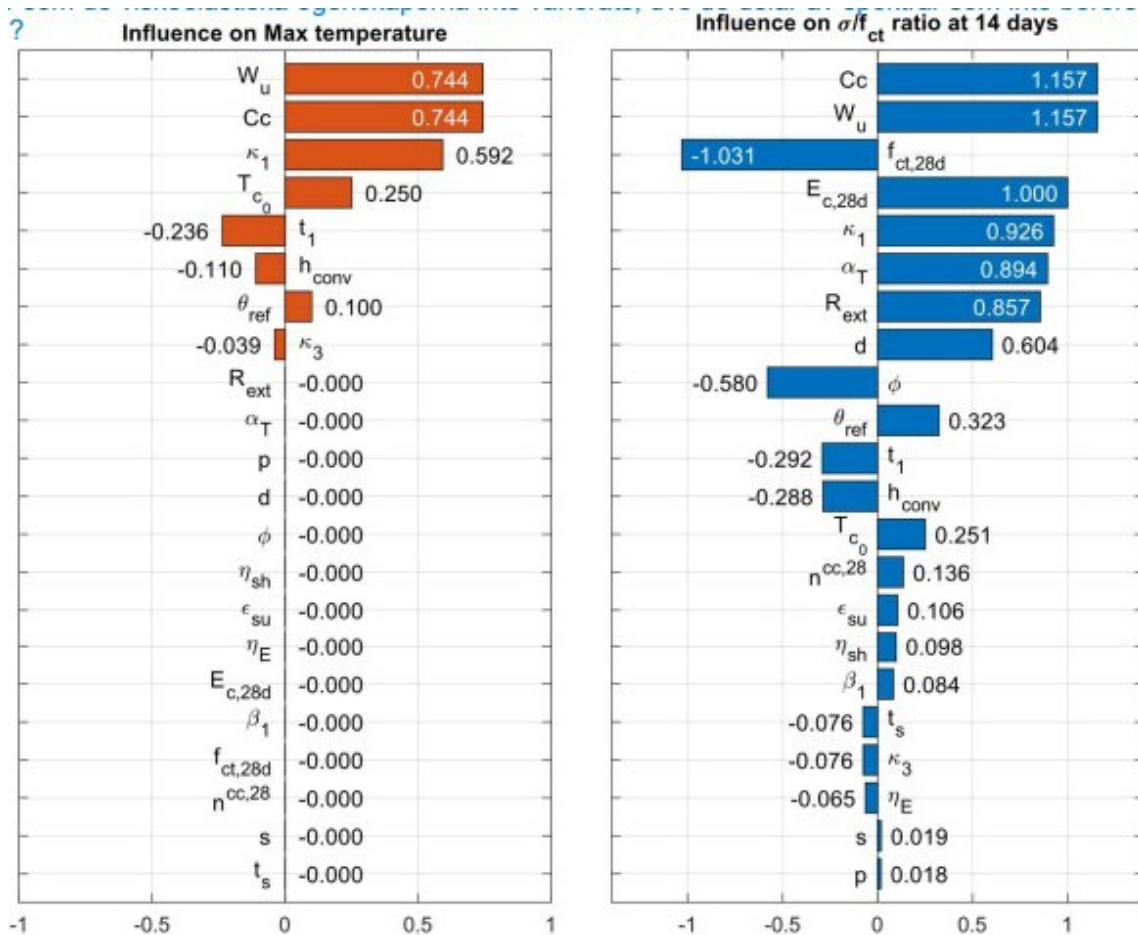 ?
Influence on Max temperature
W_u 0.744
Cc 0.744
κ_1 0.592
T_{c_0} 0.250
-0.236 t_1
-0.110 h_conv
θ_ref 0.100
-0.039 κ_3
R_ext -0.000
α_T -0.000
p -0.000
d -0.000
ϕ -0.000
η_sh -0.000
ϵ_su -0.000
η_E -0.000
E_c,28d -0.000
β_1 -0.000
f_ct,28d -0.000
n^cc,28 -0.000
s -0.000
t_s -0.000
-1 -0.5 0 0.5 1
Influence on σ/f_ct ratio at 14 days
Cc 1.157
W_u 1.157
-1.031 f_ct,28d
E_c,28d 1.000
κ_1 0.926
α_T 0.894
R_ext 0.857
d 0.604
-0.580 ϕ
θ_ref 0.323
-0.292 t_1
-0.288 h_conv
T_{c_0} 0.251
n^cc,28 0.136
ϵ_su 0.106
η_sh 0.098
β_1 0.084
-0.076 t_s
-0.076 κ_3
-0.065 η_E
s 0.019
p 0.018
-1 -0.5 0 0.5 1